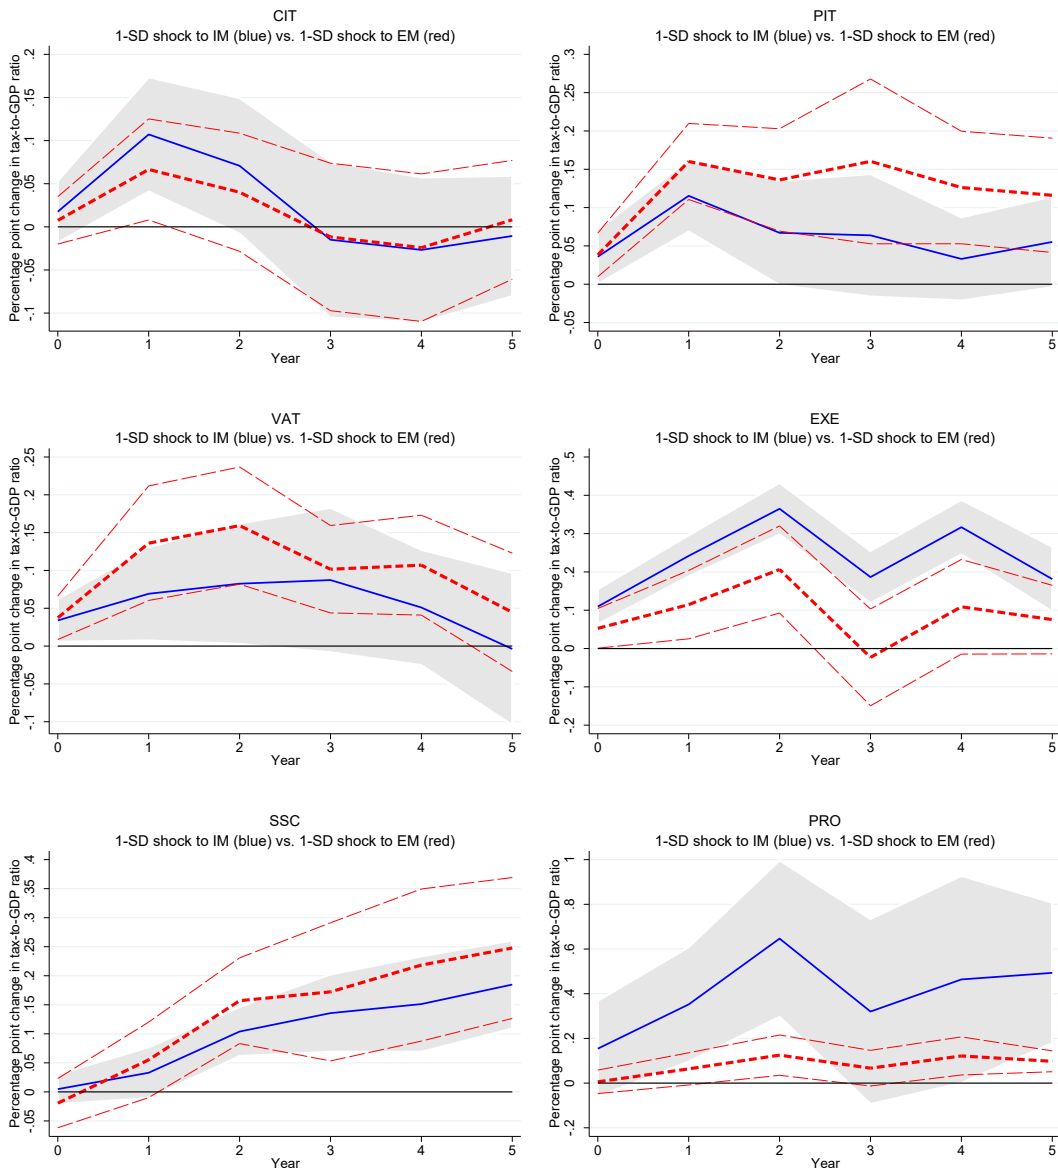 CIT
1-SD shock to IM (blue) vs. 1-SD shock to EM (red)
Percentage point change in tax-to-GDP ratio
.2
.15
.1
.05
0
-.05
-.1
0 1 2 3 4 5
Year
PIT
1-SD shock to IM (blue) vs. 1-SD shock to EM (red)
Percentage point change in tax-to-GDP ratio
.3
.25
.2
.15
.1
.05
0
-.05
0 1 2 3 4 5
Year
VAT
1-SD shock to IM (blue) vs. 1-SD shock to EM (red)
Percentage point change in tax-to-GDP ratio
.25
.2
.15
.1
.05
0
-.05
-.1
0 1 2 3 4 5
Year
EXE
1-SD shock to IM (blue) vs. 1-SD shock to EM (red)
Percentage point change in tax-to-GDP ratio
.5
.4
.3
.2
.1
0
-.1
-.2
0 1 2 3 4 5
Year
SSC
1-SD shock to IM (blue) vs. 1-SD shock to EM (red)
Percentage point change in tax-to-GDP ratio
.4
.35
.3
.25
.2
.15
.1
.05
0
-.05
0 1 2 3 4 5
Year
PRO
1-SD shock to IM (blue) vs. 1-SD shock to EM (red)
Percentage point change in tax-to-GDP ratio
1
.8
.6
.4
.2
0
-.2
0 1 2 3 4 5
Year